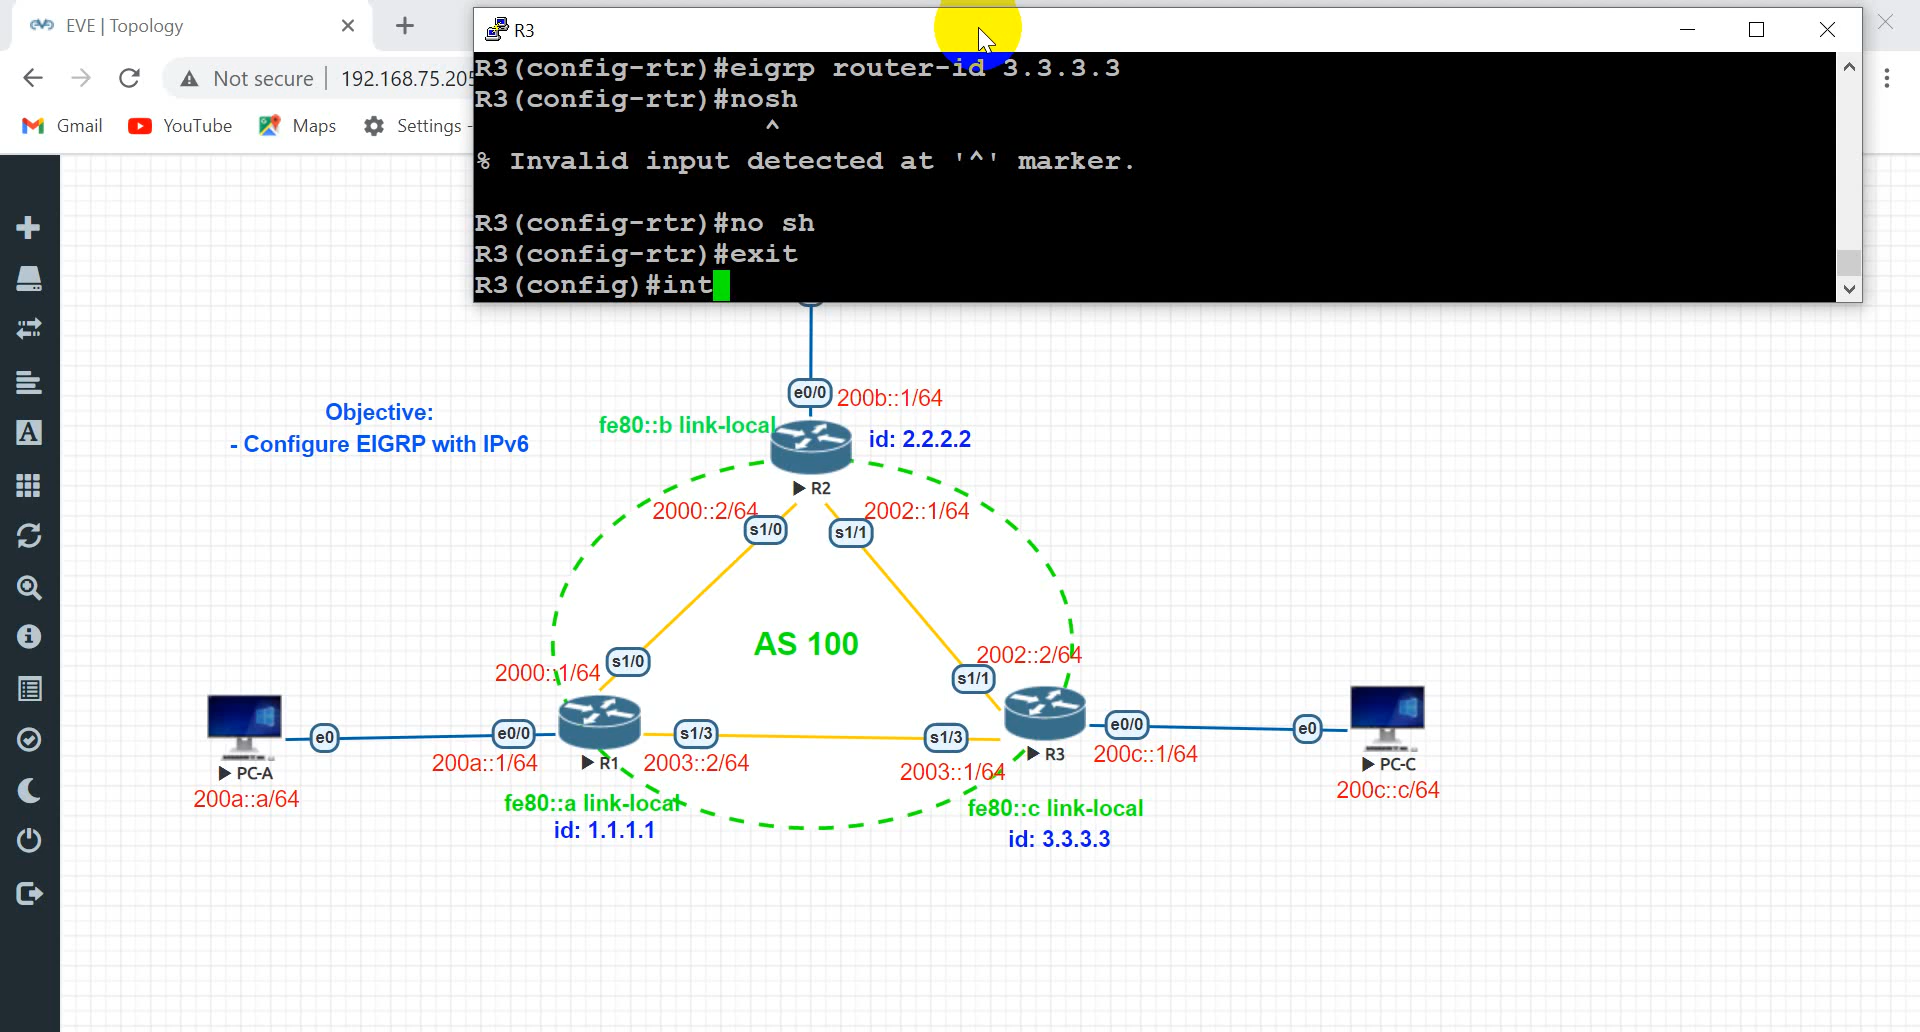 EVE | Topology
R3
Not secure
192.168.75.205
Gmail
YouTube
Maps
Settings -
R3(config-rtr)#eigrp router-id 3.3.3.3
R3(config-rtr)#nosh
^
% Invalid input detected at '^' marker.
R3(config-rtr)#no sh
R3(config-rtr)#exit
R3(config)#int
Objective:
- Configure EIGRP with IPv6
e0/0
200b::1/64
fe80::b link-local
id: 2.2.2.2
R2
2000::2/64
2002::1/64
s1/0
s1/1
AS 100
2000::1/64
s1/0
2002::2/64
s1/1
e0
e0/0
s1/3
s1/3
e0/0
e0
PC-A
200a::1/64
R1
2003::2/64
2003::1/64
R3
200c::1/64
PC-C
200a::a/64
200c::c/64
fe80::a link-local
id: 1.1.1.1
fe80::c link-local
id: 3.3.3.3